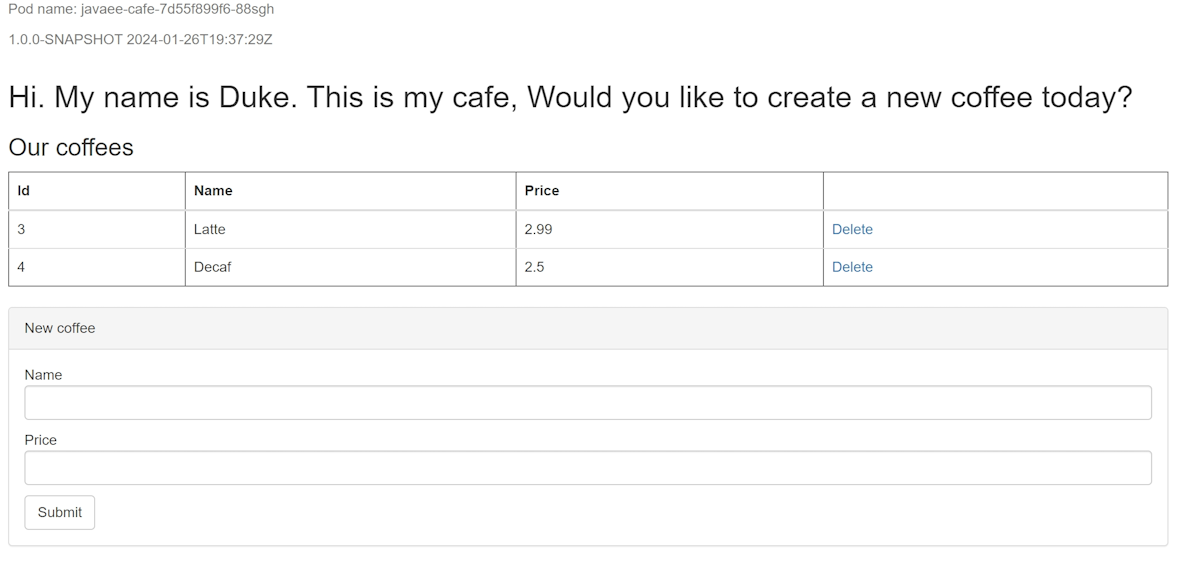 Pod name: javaee-cafe-7d55f899f6-88sgh
1.0.0-SNAPSHOT 2024-01-26T19:37:29Z
Hi. My name is Duke. This is my cafe, Would you like to create a new coffee today?
Our coffees
Id Name Price
3 Latte 2.99 Delete
4 Decaf 2.5 Delete
New coffee
Name
Price
Submit